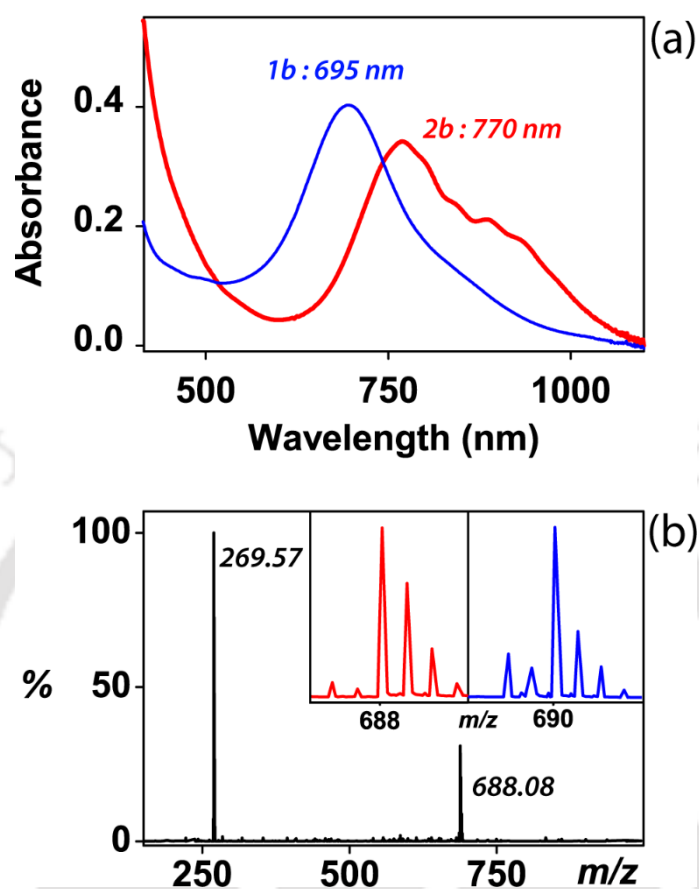 (a)
1b : 695 nm
2b : 770 nm
0.4
0.2
0.0
Absorbance
500 750 1000
Wavelength (nm)
(b)
100
269.57
50
%
688 m/z 690
688.08
0
250 500 750 m/z